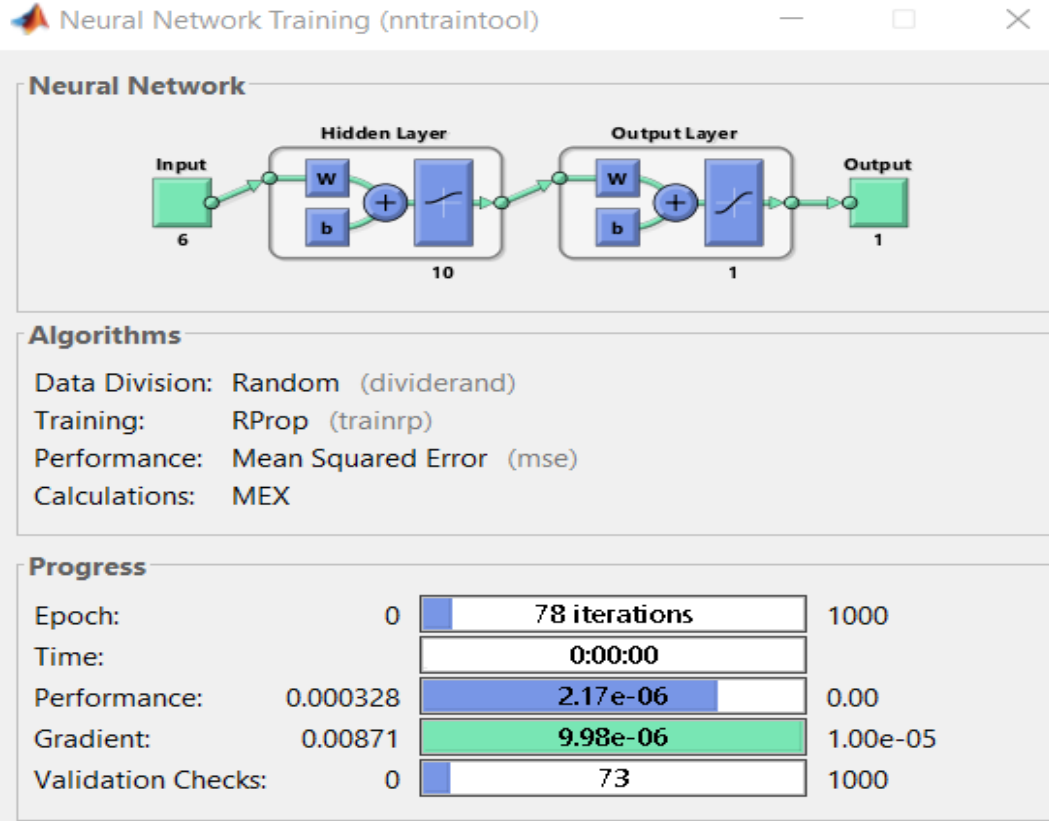 Neural Network Training (nntraintool)
Neural Network
Hidden Layer
Output Layer
Input
Output
W
W
+
+
b
b
6
1
10
1
Algorithms
Data Division: Random (dividerand)
Training: RProp (trainrp)
Performance: Mean Squared Error (mse)
Calculations: MEX
Progress
Epoch: 0 78 iterations 1000
Time: 0:00:00
Performance: 0.000328 2.17e-06 0.00
Gradient: 0.00871 9.98e-06 1.00e-05
Validation Checks: 0 73 1000